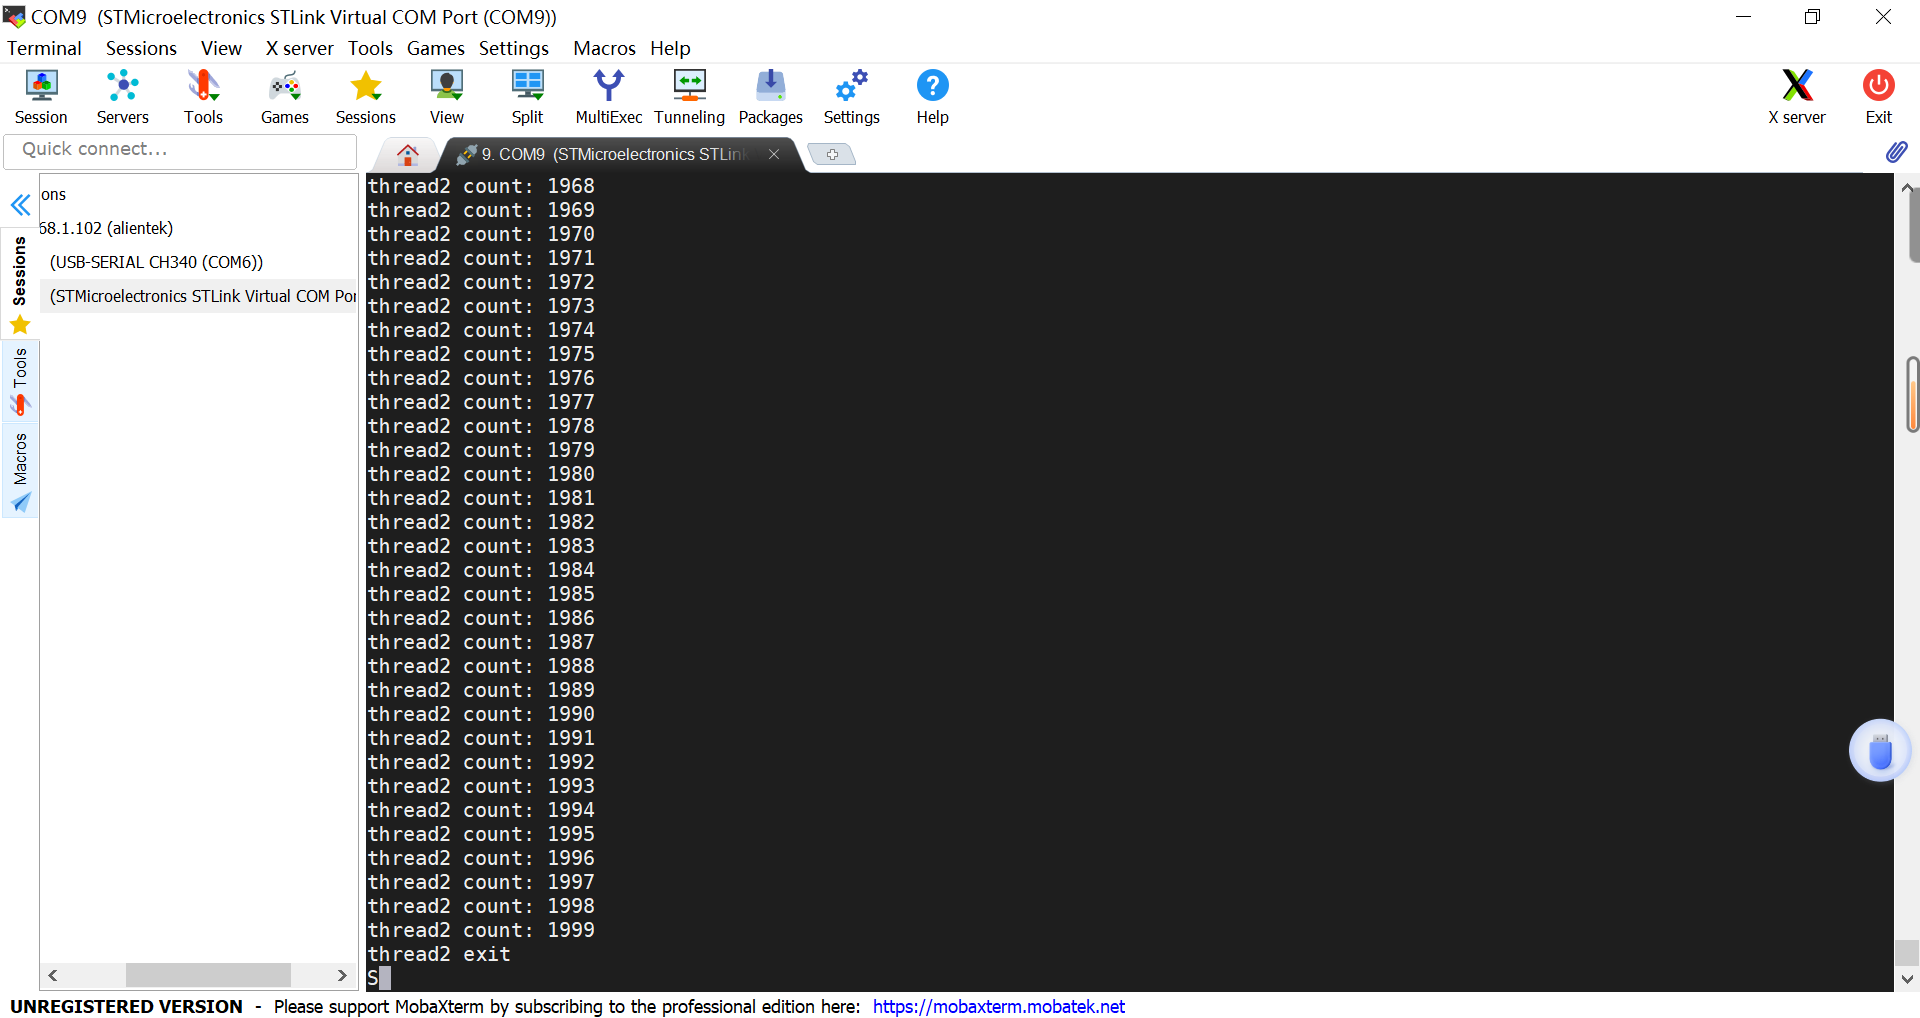 COM9  (STMicroelectronics STLink Virtual COM Port (COM9))
Terminal Sessions View X server Tools Games Settings Macros Help
Session Servers Tools Games Sessions View Split MultiExec Tunneling Packages Settings Help X server Exit
Quick connect...
9. COM9  (STMicroelectronics STLink
ons
68.1.102 (alientek)
(USB-SERIAL CH340 (COM6))
(STMicroelectronics STLink Virtual COM Por
Sessions
Tools
Macros
thread2 count: 1968
thread2 count: 1969
thread2 count: 1970
thread2 count: 1971
thread2 count: 1972
thread2 count: 1973
thread2 count: 1974
thread2 count: 1975
thread2 count: 1976
thread2 count: 1977
thread2 count: 1978
thread2 count: 1979
thread2 count: 1980
thread2 count: 1981
thread2 count: 1982
thread2 count: 1983
thread2 count: 1984
thread2 count: 1985
thread2 count: 1986
thread2 count: 1987
thread2 count: 1988
thread2 count: 1989
thread2 count: 1990
thread2 count: 1991
thread2 count: 1992
thread2 count: 1993
thread2 count: 1994
thread2 count: 1995
thread2 count: 1996
thread2 count: 1997
thread2 count: 1998
thread2 count: 1999
thread2 exit
S
UNREGISTERED VERSION  -  Please support MobaXterm by subscribing to the professional edition here:  https://mobaxterm.mobatek.net